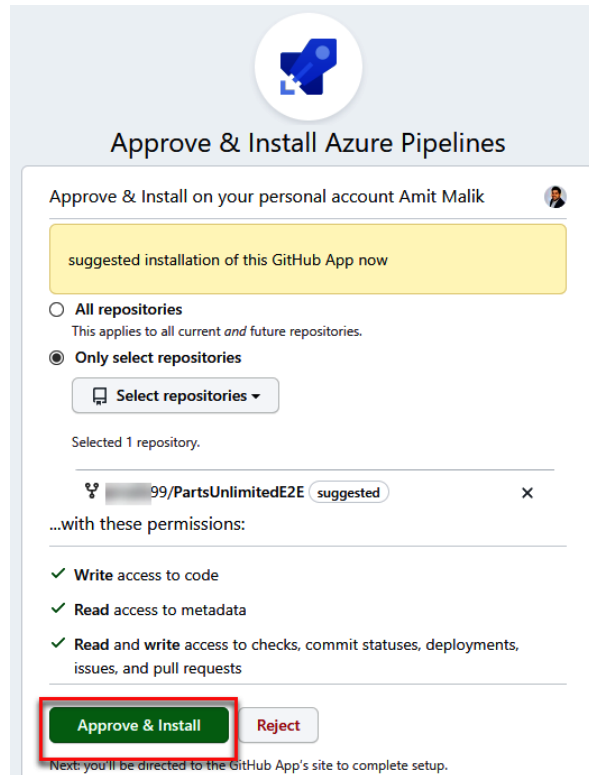 Approve & Install Azure Pipelines
Approve & Install on your personal account Amit Malik
suggested installation of this GitHub App now
All repositories
This applies to all current and future repositories.
Only select repositories
Select repositories
Selected 1 repository.
99/PartsUnlimitedE2E suggested
...with these permissions:
Write access to code
Read access to metadata
Read and write access to checks, commit statuses, deployments,
issues, and pull requests
Approve & Install Reject
Next: you'll be directed to the GitHub App's site to complete setup.